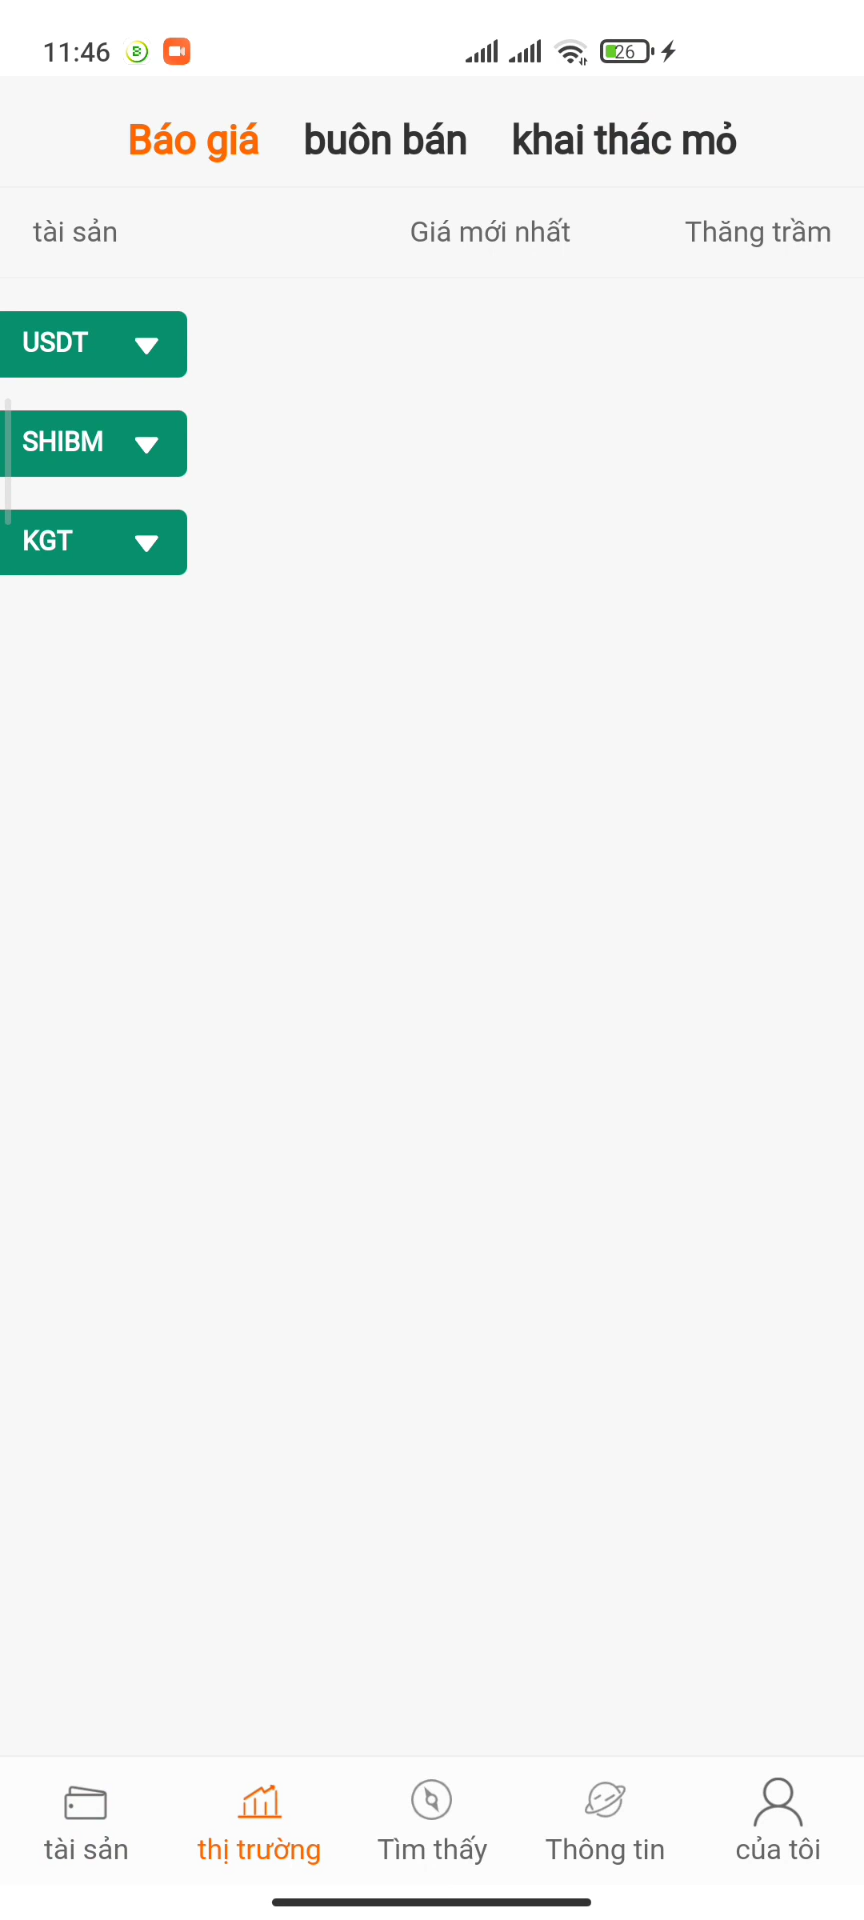 11:46
26
Báo giá buôn bán khai thác mỏ
tài sản Giá mới nhất Thăng trầm
USDT
SHIBM
KGT
tài sản thị trường Tìm thấy Thông tin của tôi